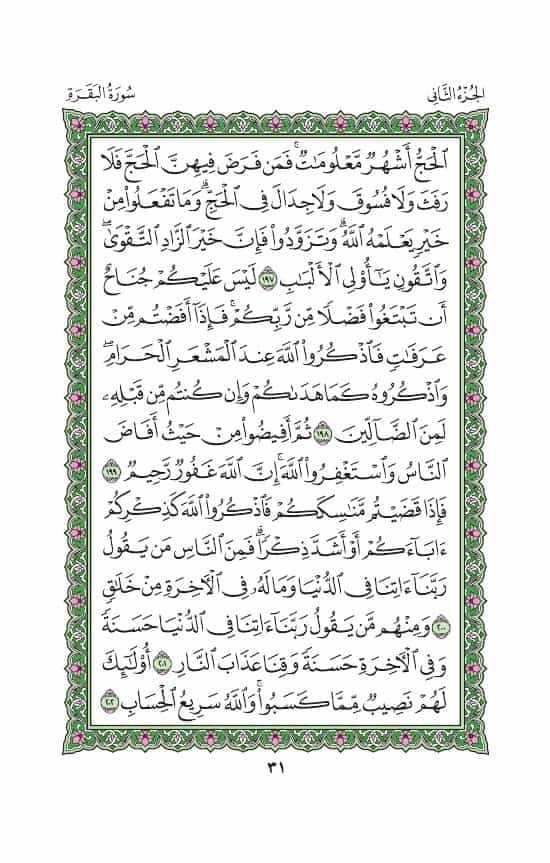 الجُزْءُ الثَّانِي
سُورَةُ البَقَرَةِ
ٱلْحَجُّ أَشْهُرٌ مَّعْلُومَٰتٌ ۚ فَمَن فَرَضَ فِيهِنَّ ٱلْحَجَّ فَلَا
رَفَثَ وَلَا فُسُوقَ وَلَا جِدَالَ فِى ٱلْحَجِّ ۗ وَمَا تَفْعَلُوا۟ مِنْ
خَيْرٍ يَعْلَمْهُ ٱللَّهُ ۗ وَتَزَوَّدُوا۟ فَإِنَّ خَيْرَ ٱلزَّادِ ٱلتَّقْوَىٰ ۚ
وَٱتَّقُونِ يَٰٓأُو۟لِى ٱلْأَلْبَٰبِ ١٩٧ لَيْسَ عَلَيْكُمْ جُنَاحٌ
أَن تَبْتَغُوا۟ فَضْلًا مِّن رَّبِّكُمْ ۚ فَإِذَآ أَفَضْتُم مِّنْ
عَرَفَٰتٍ فَٱذْكُرُوا۟ ٱللَّهَ عِندَ ٱلْمَشْعَرِ ٱلْحَرَامِ ۖ
وَٱذْكُرُوهُ كَمَا هَدَىٰكُمْ وَإِن كُنتُم مِّن قَبْلِهِۦ
لَمِنَ ٱلضَّآلِّينَ ١٩٨ ثُمَّ أَفِيضُوا۟ مِنْ حَيْثُ أَفَاضَ
ٱلنَّاسُ وَٱسْتَغْفِرُوا۟ ٱللَّهَ ۚ إِنَّ ٱللَّهَ غَفُورٌ رَّحِيمٌ ١٩٩
فَإِذَا قَضَيْتُم مَّنَٰسِكَكُمْ فَٱذْكُرُوا۟ ٱللَّهَ كَذِكْرِكُمْ
ءَابَآءَكُمْ أَوْ أَشَدَّ ذِكْرًا ۗ فَمِنَ ٱلنَّاسِ مَن يَقُولُ
رَبَّنَآ ءَاتِنَا فِى ٱلدُّنْيَا وَمَا لَهُۥ فِى ٱلْأَخِرَةِ مِنْ خَلَٰقٍ
٢٠٠ وَمِنْهُم مَّن يَقُولُ رَبَّنَآ ءَاتِنَا فِى ٱلدُّنْيَا حَسَنَةً
وَفِى ٱلْأَخِرَةِ حَسَنَةً وَقِنَا عَذَابَ ٱلنَّارِ ٢٠١ أُو۟لَٰٓئِكَ
لَهُمْ نَصِيبٌ مِّمَّا كَسَبُوا۟ ۚ وَٱللَّهُ سَرِيعُ ٱلْحِسَابِ ٢٠٢
٣١